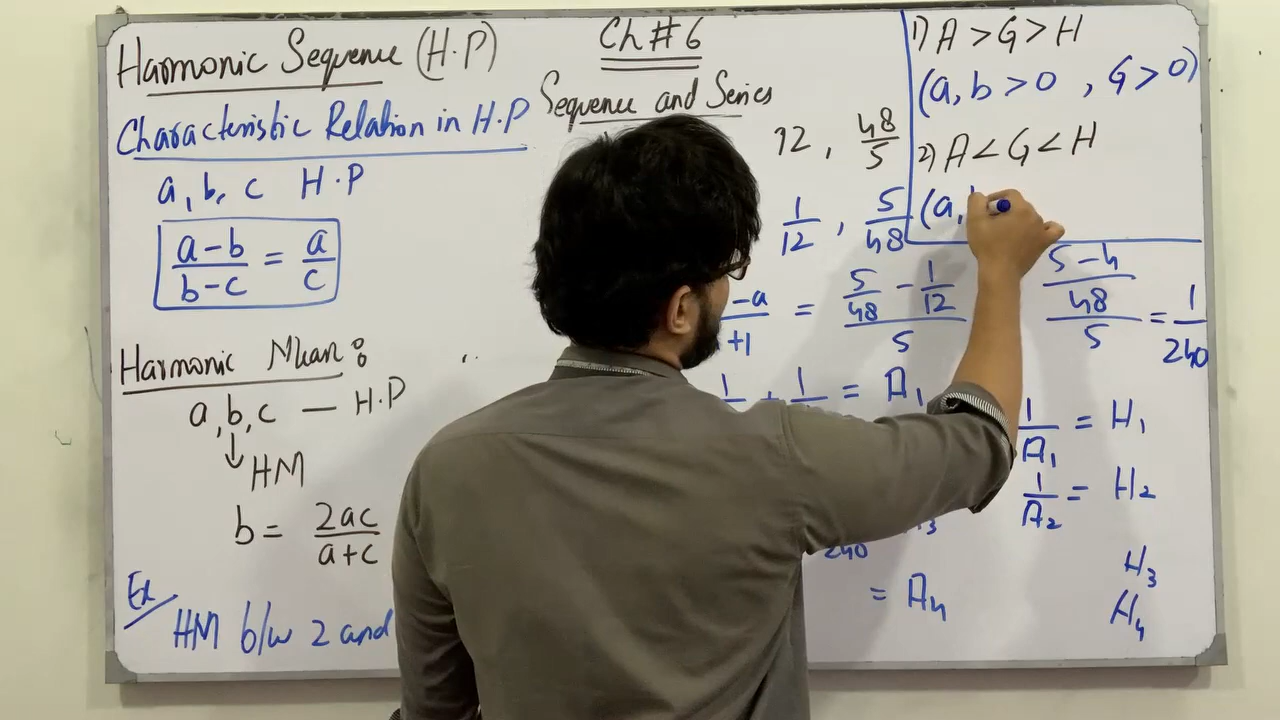 Harmonic Sequence (H.P)
Characteristic Relation in H.P
a, b, c H.P
a-b/b-c = a/c
Harmonic Mean :
a, b, c — H.P
↓ HM
b = 2ac/a+c
Ex
HM b/w 2 and
Ch # 6
Sequence and Series
12, 48/5
1/12, 5/48
-a/+1 = 5/48 - 1/12/5
5-4/48/5 = 1/240
1 + 1 = A1
240
= A4
1/A1 = H1
1/A2 = H2
H3
H4
1) A > G > H
(a, b > 0, G > 0)
2) A < G < H
(a,